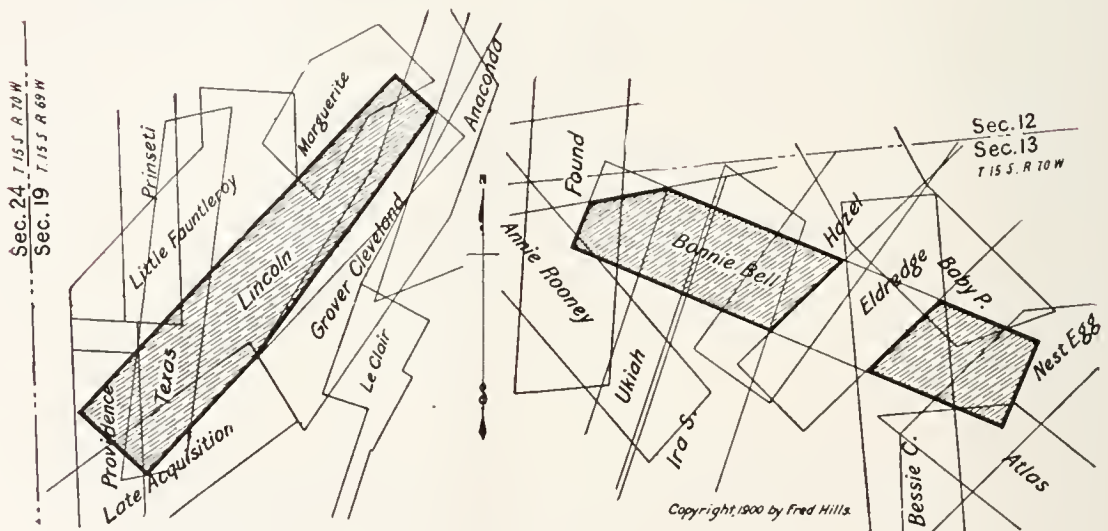 Sec. 24 T 15 S R 70 W
Sec. 19 T 15 S R 69 W
Prinseti
Little Fauntleroy
Marguerite
Anaconda
Lincoln
Grover Cleveland
Texas
Le Clair
Providence
Late Acquisition
N
Found
Annie Rooney
Bonnie Bell
Ukiah
Ira S.
Hazel
Eldredge
Baby P.
Nest Egg
Bessie C.
Atlas
Sec. 12
Sec. 13
T 15 S. R 70 W
Copyright, 1900 by Fred Hills.